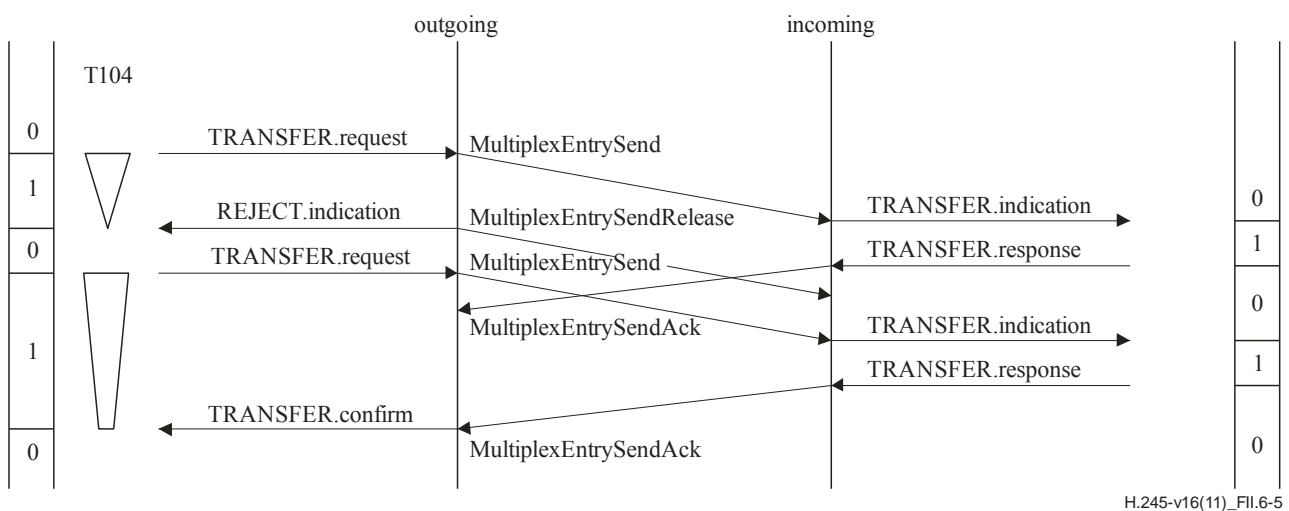 outgoing incoming
T104
0 TRANSFER.request MultiplexEntrySend
1 REJECT.indication MultiplexEntrySendRelease TRANSFER.indication 0
0 TRANSFER.request MultiplexEntrySend TRANSFER.response 1
MultiplexEntrySendAck TRANSFER.indication 0
1 TRANSFER.response 1
TRANSFER.confirm
0 MultiplexEntrySendAck 0
H.245-v16(11)_FII.6-5